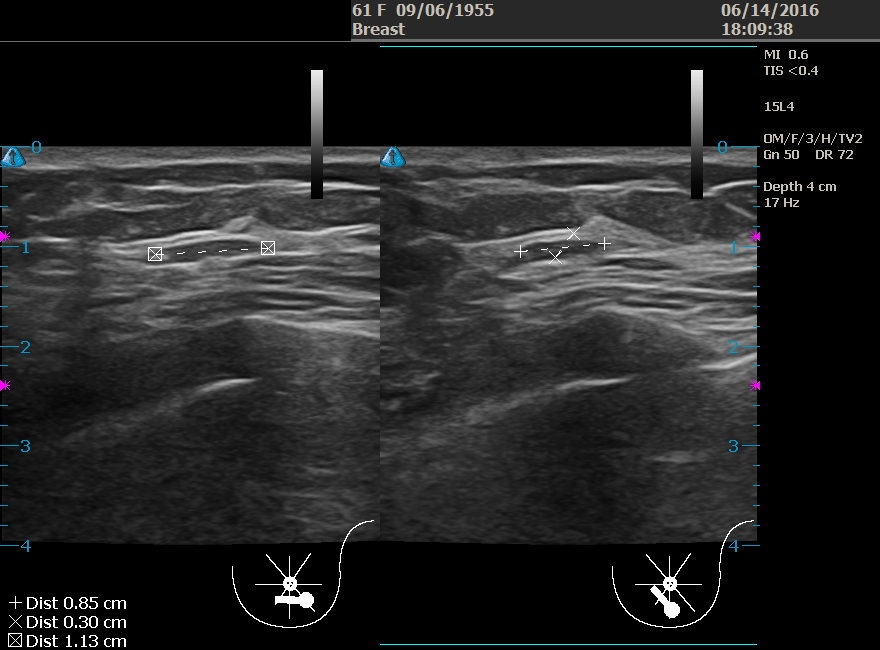 61 F 09/06/1955 06/14/2016
Breast 18:09:38
MI 0.6
TIS <0.4
15L4
OM/F/3/H/TV2
Gn 50 DR 72
Depth 4 cm
17 Hz
0 0
1 1
2 2
3 3
4 4
+ Dist 0.85 cm
× Dist 0.30 cm
⊠ Dist 1.13 cm